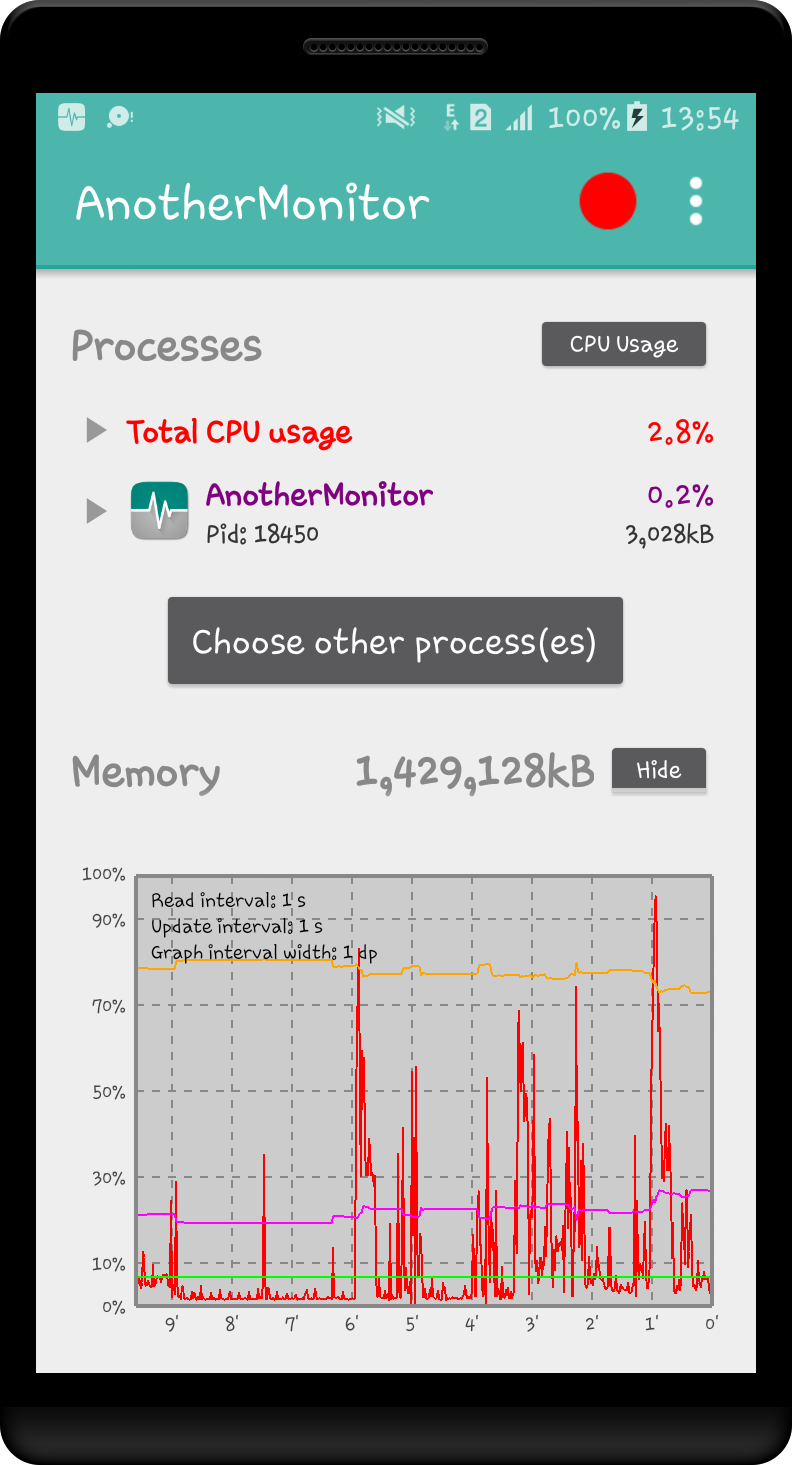 E 2 100% 13:54
AnotherMonitor
Processes CPU Usage
Total CPU usage 2.8%
AnotherMonitor 0.2%
Pid: 18450 3,028kB
Choose other process(es)
Memory 1,429,128kB Hide
100%
Read interval: 1 s
90%
Update interval: 1 s
Graph interval width: 1 dp
70%
50%
30%
10%
0%
9' 8' 7' 6' 5' 4' 3' 2' 1' 0'